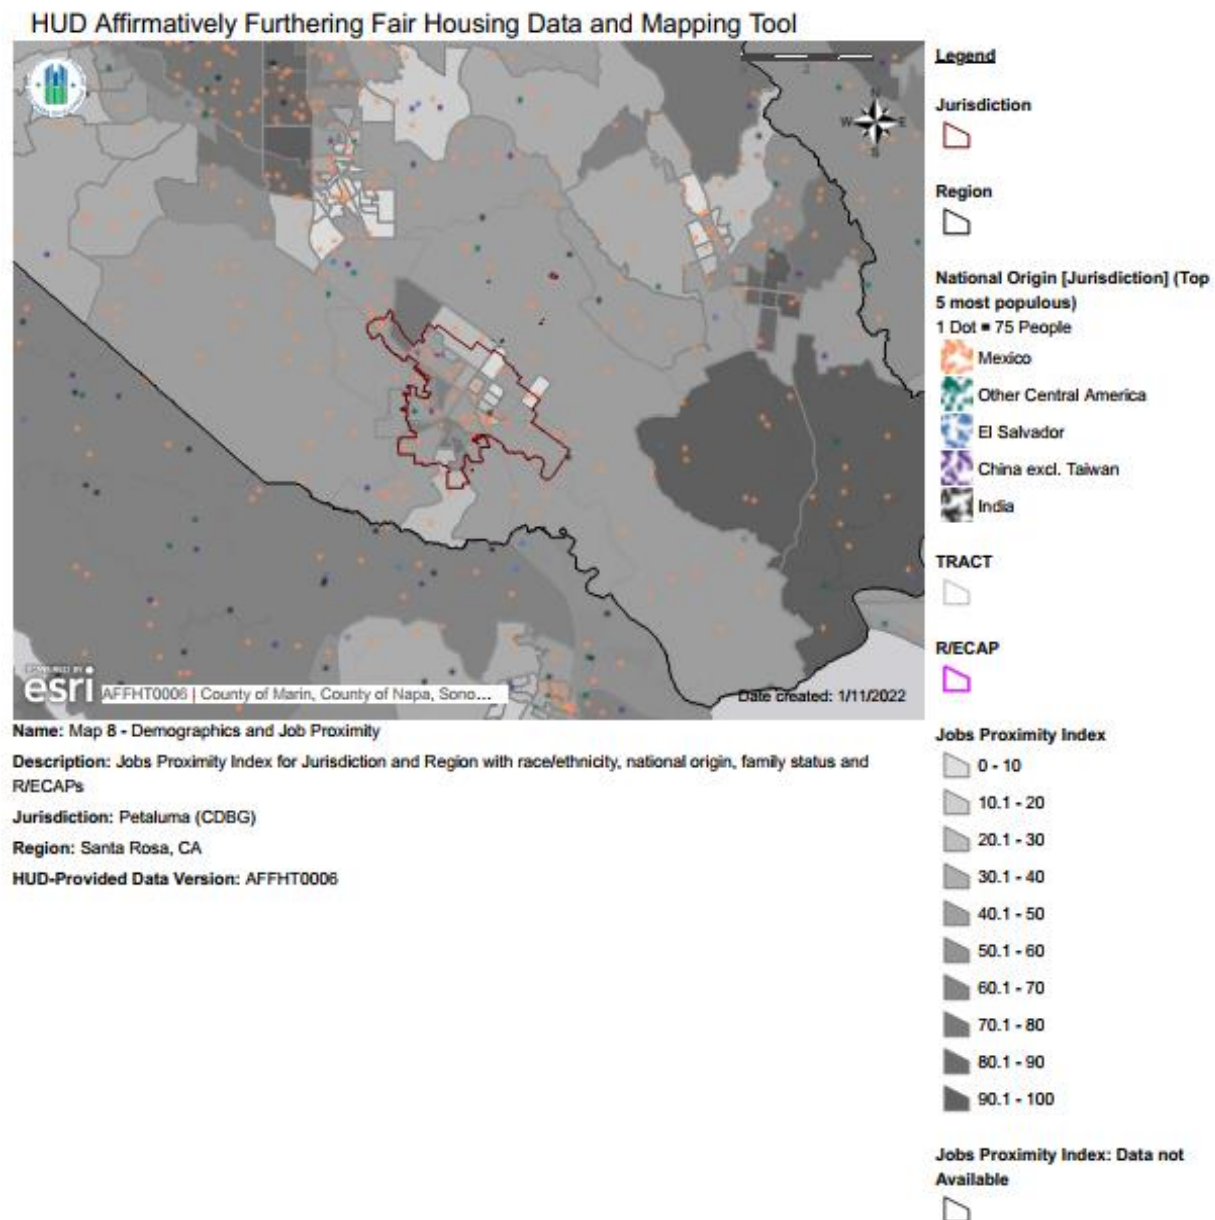 HUD Affirmatively Furthering Fair Housing Data and Mapping Tool
2
N
W E
S
POWERED BY
esri
AFFHT0006 | County of Marin, County of Napa, Sono...
Date created: 1/11/2022
Name: Map 8 - Demographics and Job Proximity
Description: Jobs Proximity Index for Jurisdiction and Region with race/ethnicity, national origin, family status and
R/ECAPs
Jurisdiction: Petaluma (CDBG)
Region: Santa Rosa, CA
HUD-Provided Data Version: AFFHT0006
Legend
Jurisdiction
Region
National Origin [Jurisdiction] (Top
5 most populous)
1 Dot = 75 People
Mexico
Other Central America
El Salvador
China excl. Taiwan
India
TRACT
R/ECAP
Jobs Proximity Index
0 - 10
10.1 - 20
20.1 - 30
30.1 - 40
40.1 - 50
50.1 - 60
60.1 - 70
70.1 - 80
80.1 - 90
90.1 - 100
Jobs Proximity Index: Data not
Available